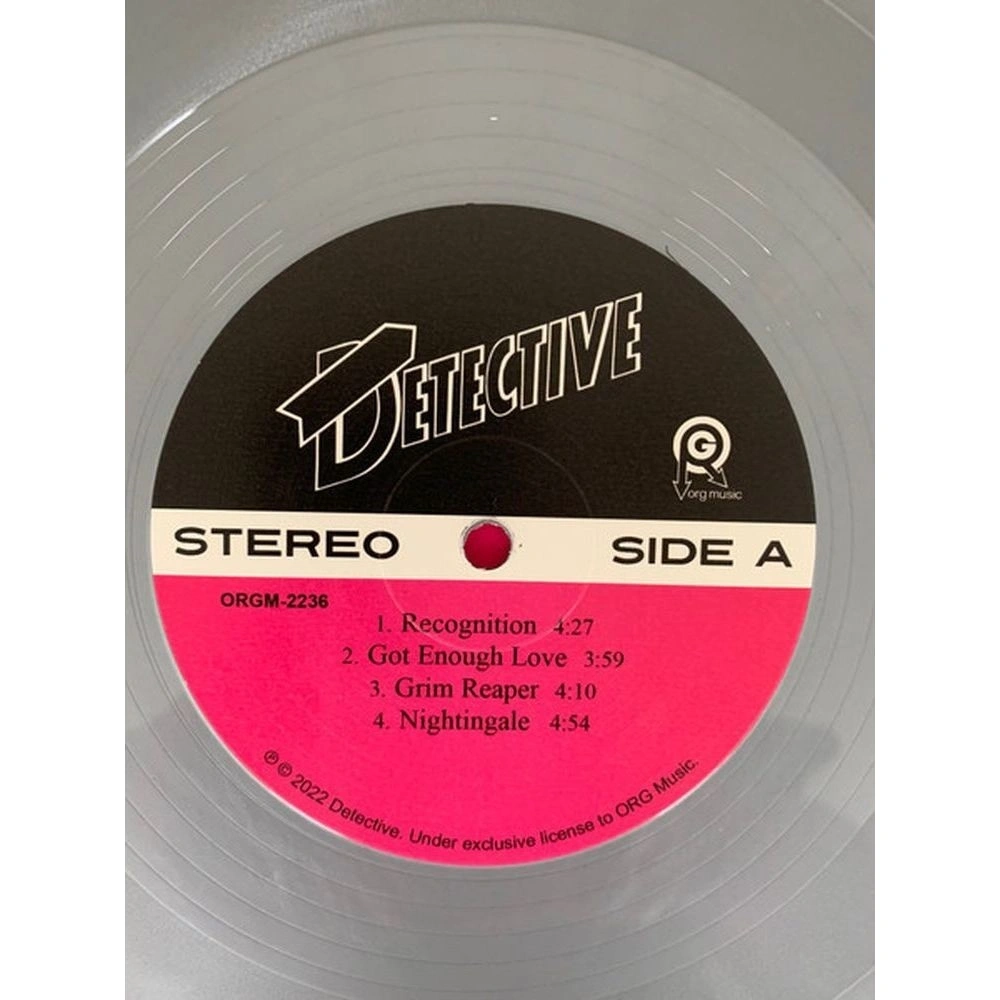 DETECTIVE
org music
STEREO
SIDE A
ORGM-2236
1. Recognition 4:27
2. Got Enough Love 3:59
3. Grim Reaper 4:10
4. Nightingale 4:54
℗ © 2022 Detective. Under exclusive license to ORG Music.